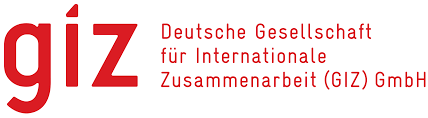 giz
Deutsche Gesellschaft
für Internationale
Zusammenarbeit (GIZ) GmbH